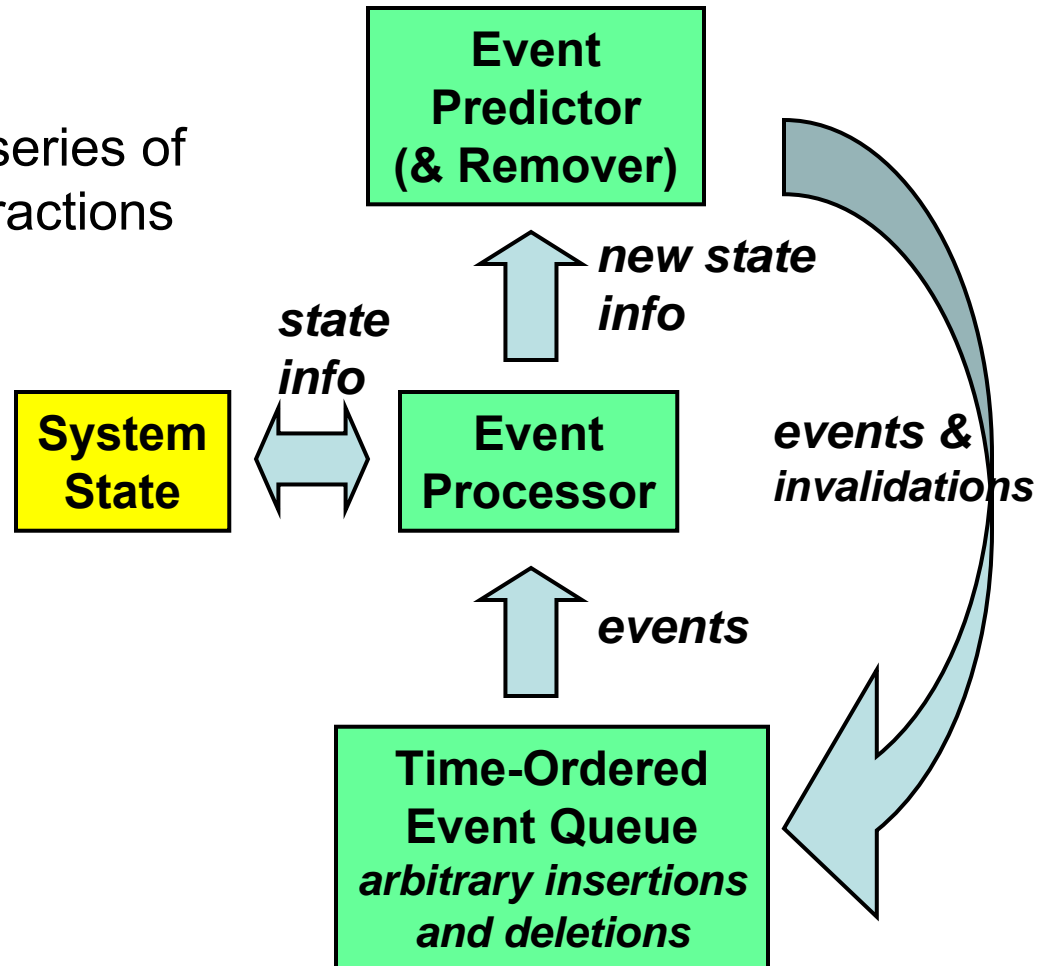 Event
Predictor
(& Remover)
series of
new state
info
state
info
System
State
Event
Processor
events &
invalidations
events
Time-Ordered
Event Queue
arbitrary insertions
and deletions